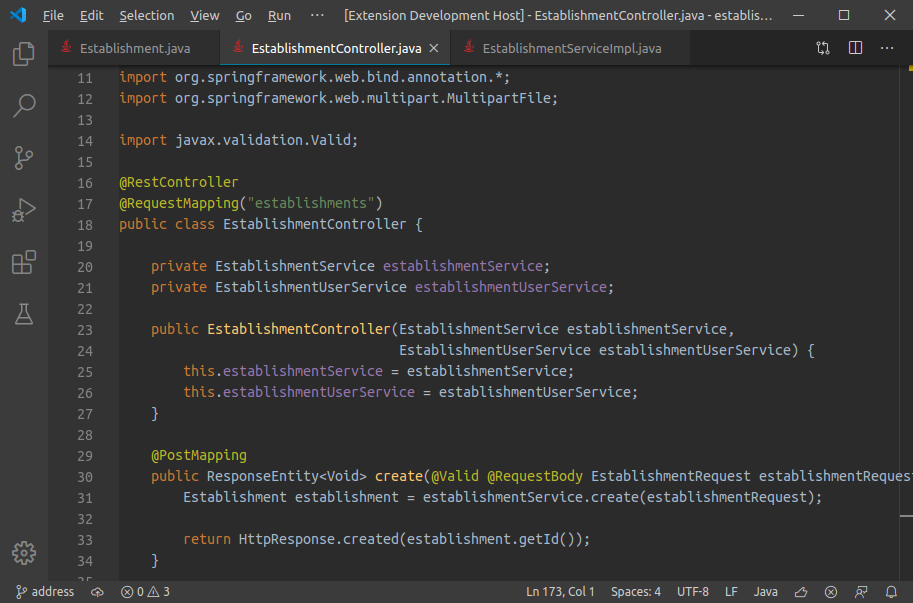 File Edit Selection View Go Run ··· [Extension Development Host] - EstablishmentController.java - establis...
Establishment.java EstablishmentController.java EstablishmentServiceImpl.java
11 import org.springframework.web.bind.annotation.*;
12 import org.springframework.web.multipart.MultipartFile;
13
14 import javax.validation.Valid;
15
16 @RestController
17 @RequestMapping("establishments")
18 public class EstablishmentController {
19
20     private EstablishmentService establishmentService;
21     private EstablishmentUserService establishmentUserService;
22
23     public EstablishmentController(EstablishmentService establishmentService,
24                                    EstablishmentUserService establishmentUserService) {
25         this.establishmentService = establishmentService;
26         this.establishmentUserService = establishmentUserService;
27     }
28
29     @PostMapping
30     public ResponseEntity<Void> create(@Valid @RequestBody EstablishmentRequest establishmentRequest
31         Establishment establishment = establishmentService.create(establishmentRequest);
32
33         return HttpResponse.created(establishment.getId());
34     }
address 0 3 Ln 173, Col 1 Spaces: 4 UTF-8 LF Java